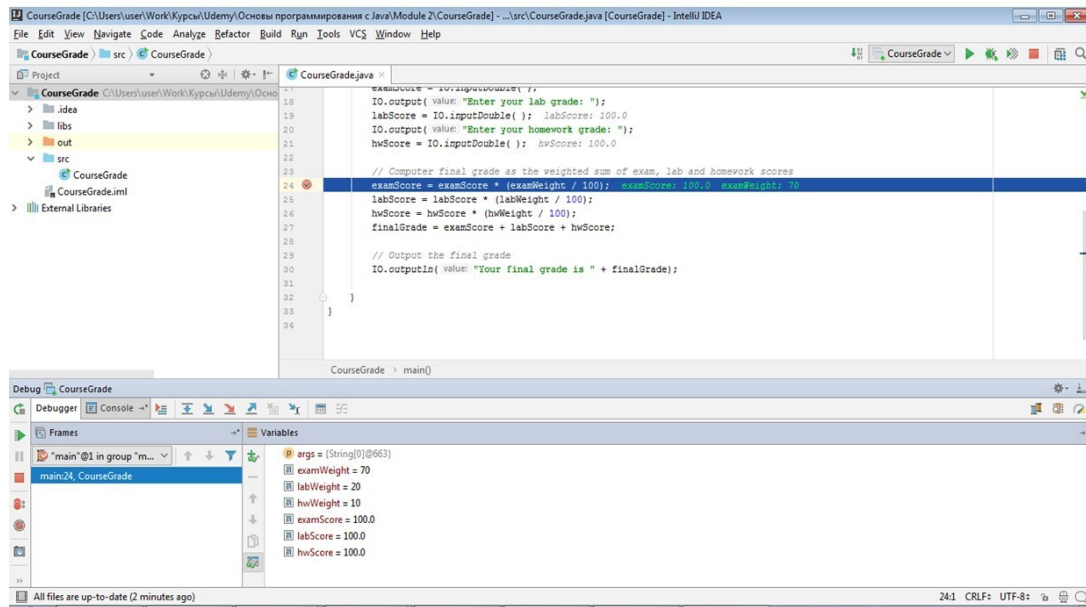 CourseGrade [C:\Users\user\Work\Курсы\Udemy\Основы программирования с Java\Module 2\CourseGrade] - ...\src\CourseGrade.java [CourseGrade] - IntelliJ IDEA
File Edit View Navigate Code Analyze Refactor Build Run Tools VCS Window Help
CourseGrade src CourseGrade
CourseGrade
Project
CourseGrade.java
CourseGrade C:\Users\user\Work\Курсы\Udemy\Осно
.idea
libs
out
src
CourseGrade
CourseGrade.iml
External Libraries
17 examScore = IO.inputDouble( );
18 IO.output( value: "Enter your lab grade: ");
19 labScore = IO.inputDouble( ); labScore: 100.0
20 IO.output( value: "Enter your homework grade: ");
21 hwScore = IO.inputDouble( ); hwScore: 100.0
22
23 // Computer final grade as the weighted sum of exam, lab and homework scores
24 examScore = examScore * (examWeight / 100); examScore: 100.0 examWeight: 70
25 labScore = labScore * (labWeight / 100);
26 hwScore = hwScore * (hwWeight / 100);
27 finalGrade = examScore + labScore + hwScore;
28
29 // Output the final grade
30 IO.outputln( value: "Your final grade is " + finalGrade);
31
32 }
33 }
34
CourseGrade › main()
Debug CourseGrade
Debugger Console
Frames
Variables
"main"@1 in group "m...
main:24, CourseGrade
args = {String[0]@663}
examWeight = 70
labWeight = 20
hwWeight = 10
examScore = 100.0
labScore = 100.0
hwScore = 100.0
All files are up-to-date (2 minutes ago)
24:1 CRLF UTF-8